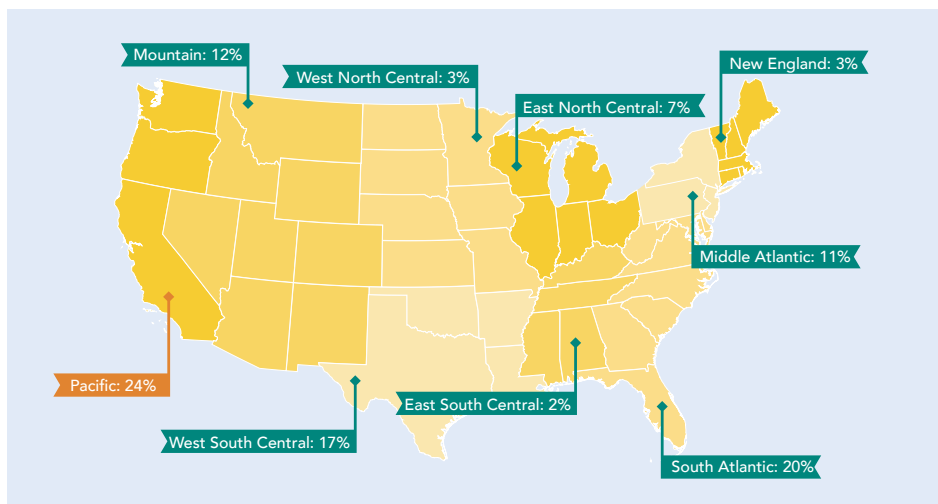 Mountain: 12%
New England: 3%
West North Central: 3%
East North Central: 7%
Middle Atlantic: 11%
Pacific: 24%
East South Central: 2%
West South Central: 17%
South Atlantic: 20%